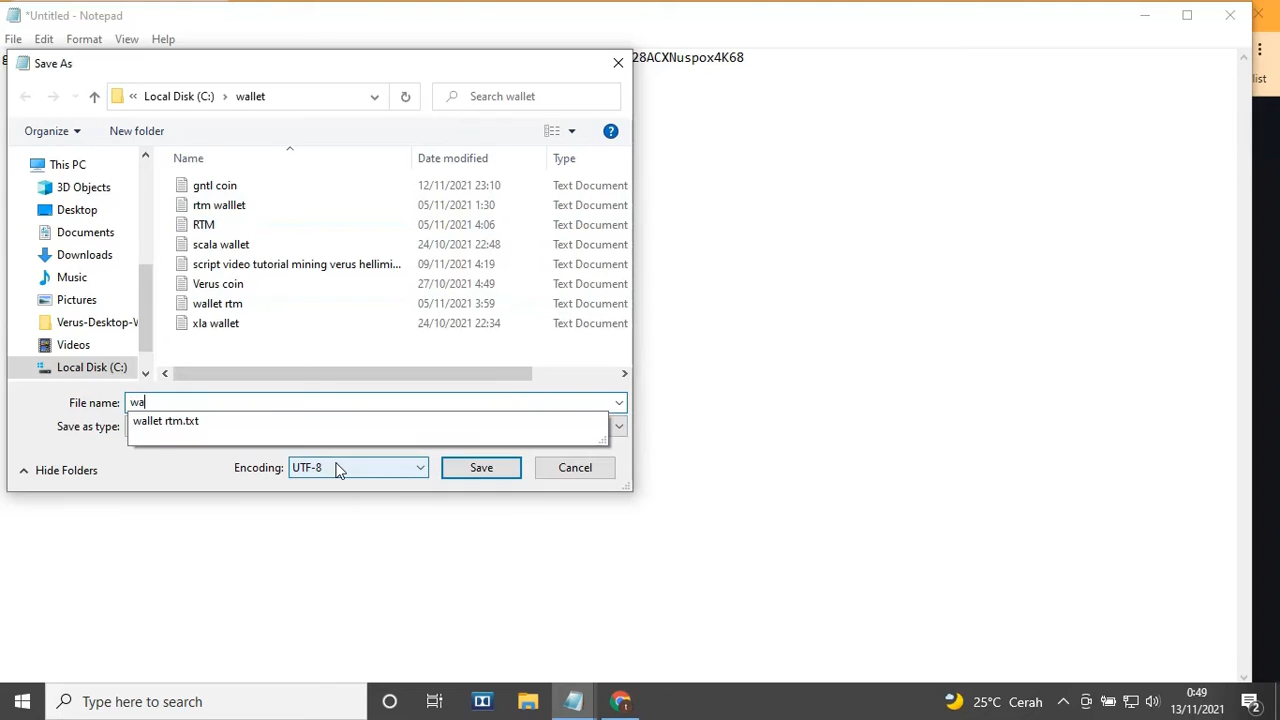 *Untitled - Notepad
File Edit Format View Help
28ACXNuspox4K68
Save As
« Local Disk (C:) › wallet
Search wallet
Organize New folder
Name Date modified Type
This PC
3D Objects
Desktop
Documents
Downloads
Music
Pictures
Verus-Desktop-V
Videos
Local Disk (C:)
gntl coin 12/11/2021 23:10 Text Document
rtm walllet 05/11/2021 1:30 Text Document
RTM 05/11/2021 4:06 Text Document
scala wallet 24/10/2021 22:48 Text Document
script video tutorial mining verus hellimi... 09/11/2021 4:19 Text Document
Verus coin 27/10/2021 4:49 Text Document
wallet rtm 05/11/2021 3:59 Text Document
xla wallet 24/10/2021 22:34 Text Document
File name: wa
wallet rtm.txt
Save as type:
Hide Folders
Encoding: UTF-8 Save Cancel
list
Type here to search
25°C Cerah
0:49
13/11/2021
2